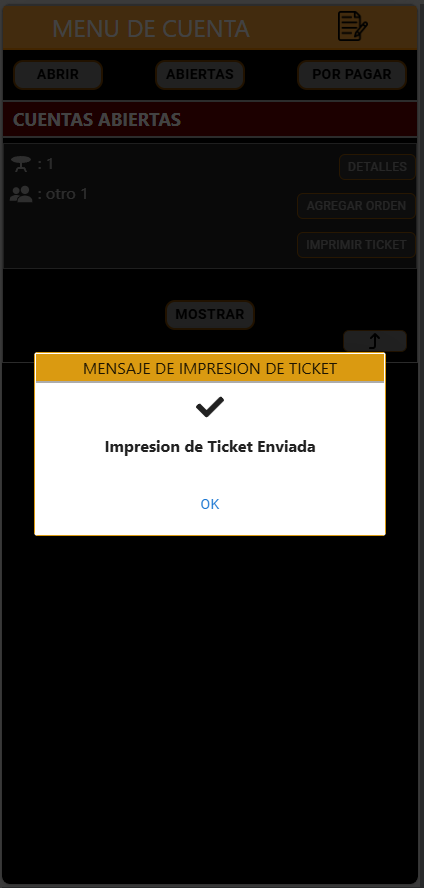 MENU DE CUENTA
ABRIR ABIERTAS POR PAGAR
CUENTAS ABIERTAS
: 1
DETALLES
: otro 1
AGREGAR ORDEN
IMPRIMIR TICKET
MOSTRAR
MENSAJE DE IMPRESION DE TICKET
Impresion de Ticket Enviada
OK